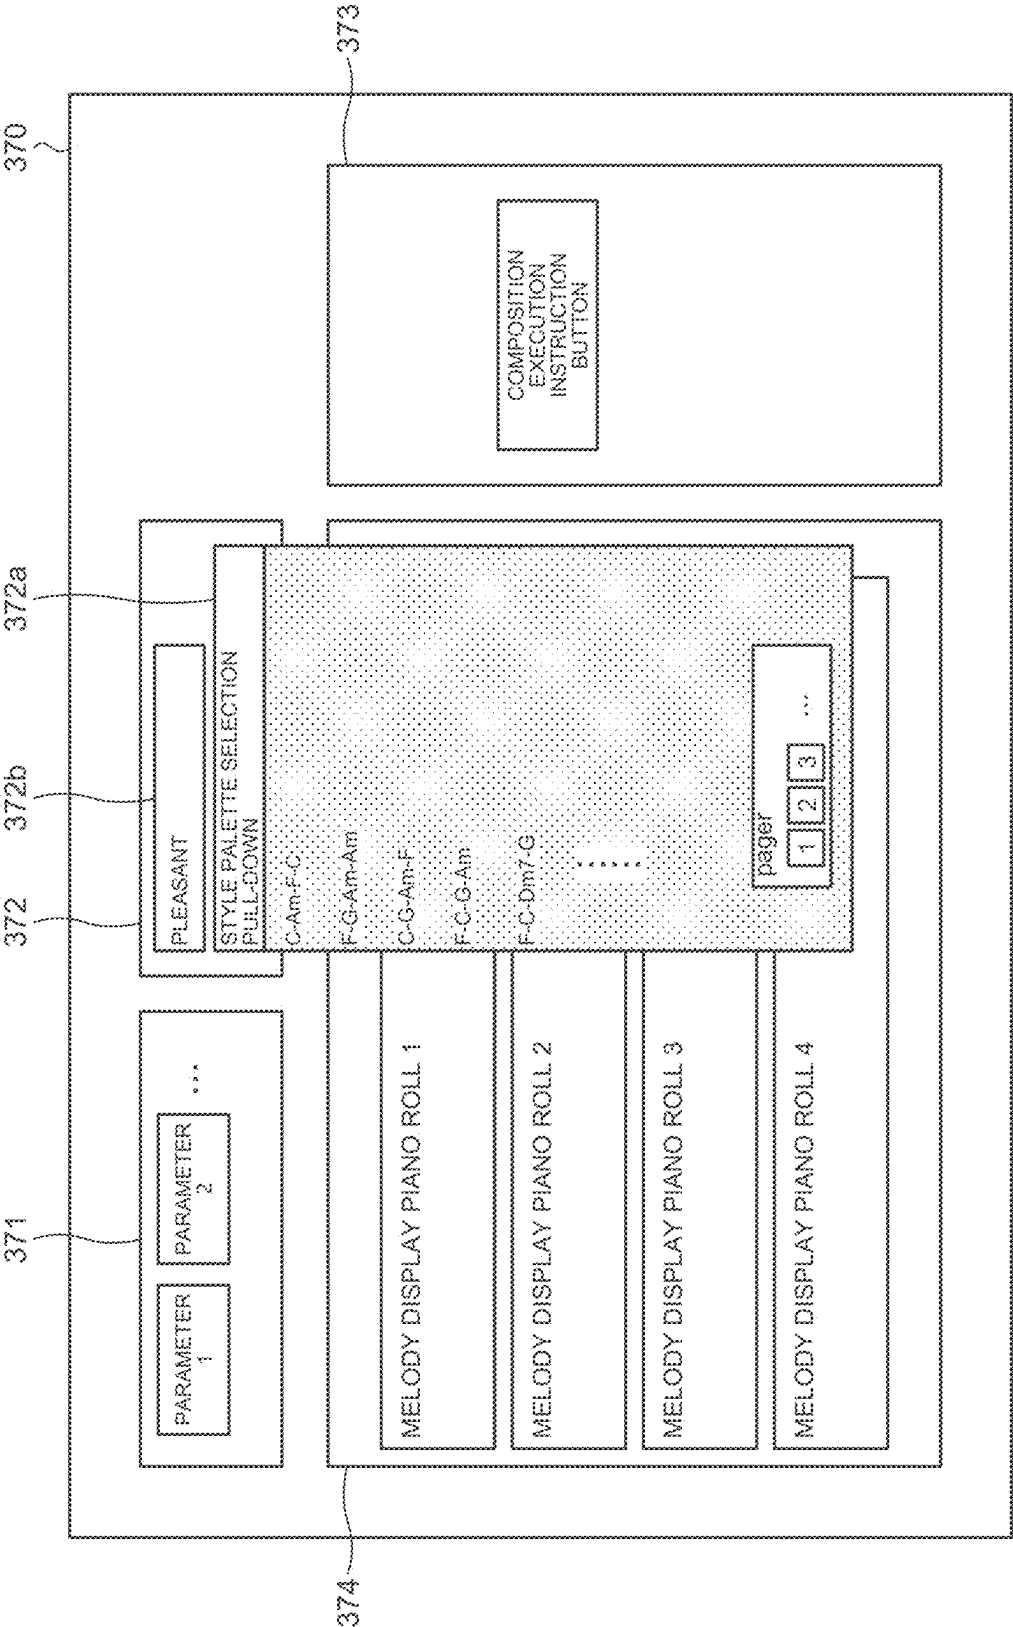 370
371
372
372b
372a
PARAMETER
1
PARAMETER
2
...
PLEASANT
STYLE PALETTE SELECTION
PULL-DOWN
C-Am-F-C
F-G-Am-Am
C-G-Am-F
F-C-G-Am
F-C-Dm7-G
......
pager
1 2 3 ...
374
MELODY DISPLAY PIANO ROLL 1
MELODY DISPLAY PIANO ROLL 2
MELODY DISPLAY PIANO ROLL 3
MELODY DISPLAY PIANO ROLL 4
373
COMPOSITION
EXECUTION
INSTRUCTION
BUTTON